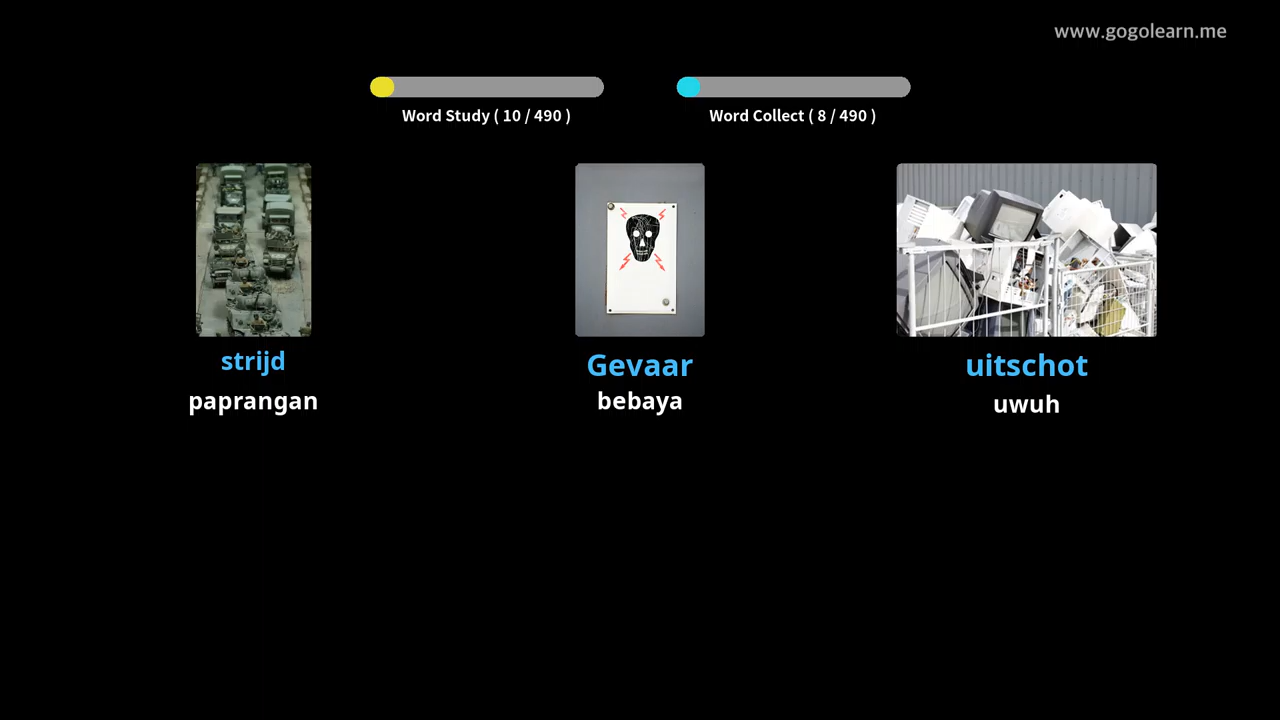 www.gogolearn.me
Word Study ( 10 / 490 )
Word Collect ( 8 / 490 )
strijd
paprangan
Gevaar
bebaya
uitschot
uwuh